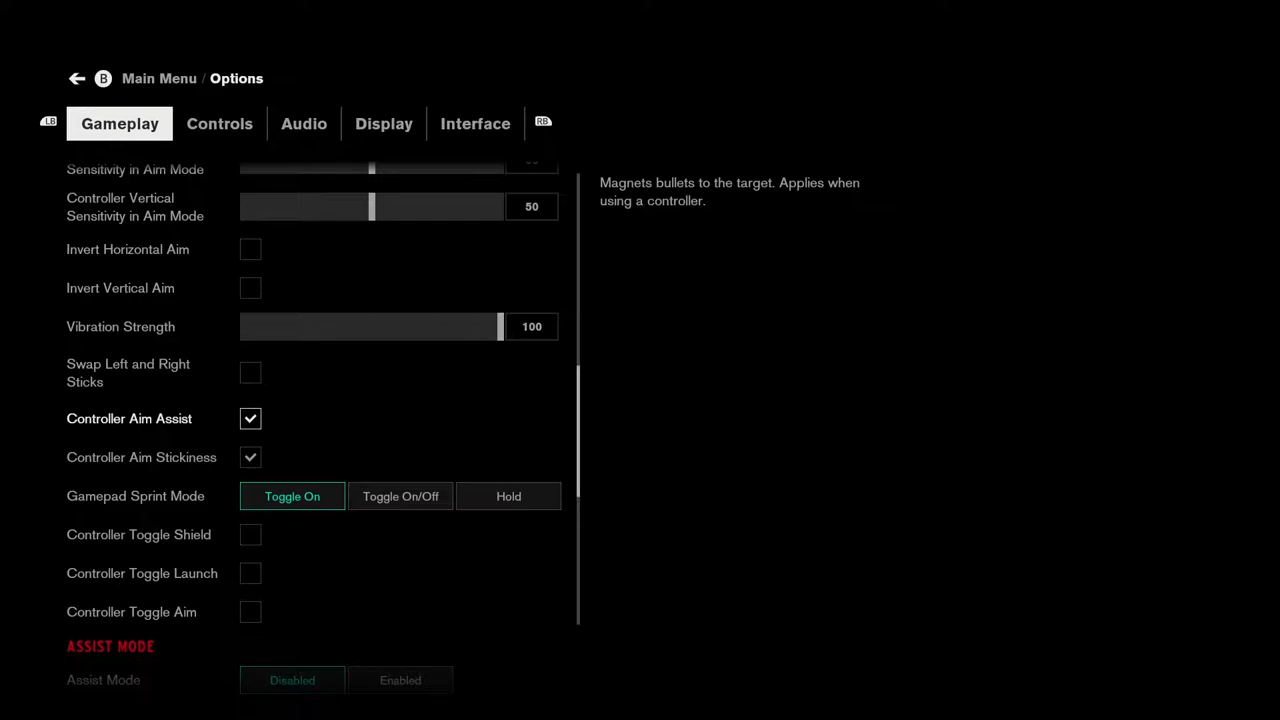 B Main Menu / Options
LB Gameplay Controls Audio Display Interface RB
Sensitivity in Aim Mode
Magnets bullets to the target. Applies when
using a controller.
Controller Vertical
Sensitivity in Aim Mode
50
Invert Horizontal Aim
Invert Vertical Aim
Vibration Strength 100
Swap Left and Right
Sticks
Controller Aim Assist
Controller Aim Stickiness
Gamepad Sprint Mode Toggle On Toggle On/Off Hold
Controller Toggle Shield
Controller Toggle Launch
Controller Toggle Aim
ASSIST MODE
Assist Mode Disabled Enabled